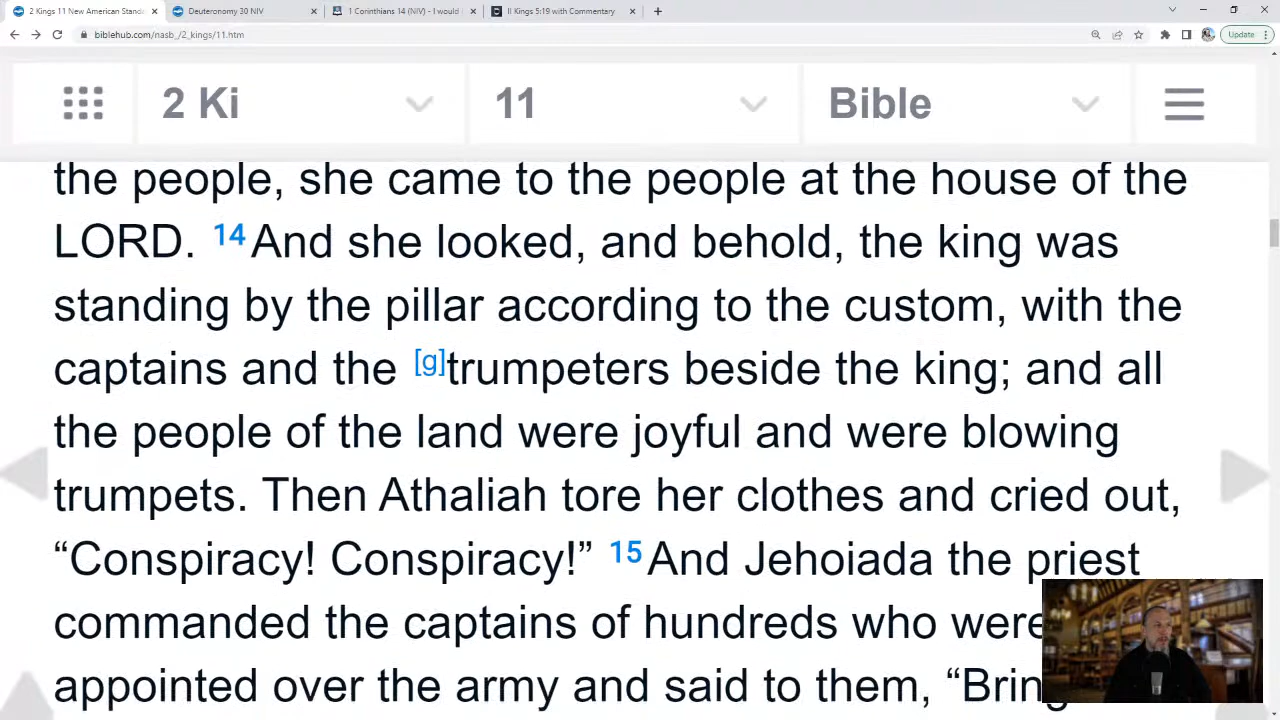 2 Kings 11 New American Standa
Deuteronomy 30 NIV
1 Corinthians 14 (NIV) - I would
II Kings 5:19 with Commentary
biblehub.com/nasb_/2_kings/11.htm
Update
2 Ki
11
Bible
the people, she came to the people at the house of the
LORD. 14 And she looked, and behold, the king was
standing by the pillar according to the custom, with the
captains and the [g]trumpeters beside the king; and all
the people of the land were joyful and were blowing
trumpets. Then Athaliah tore her clothes and cried out,
“Conspiracy! Conspiracy!” 15 And Jehoiada the priest
commanded the captains of hundreds who were
appointed over the army and said to them, “Bring